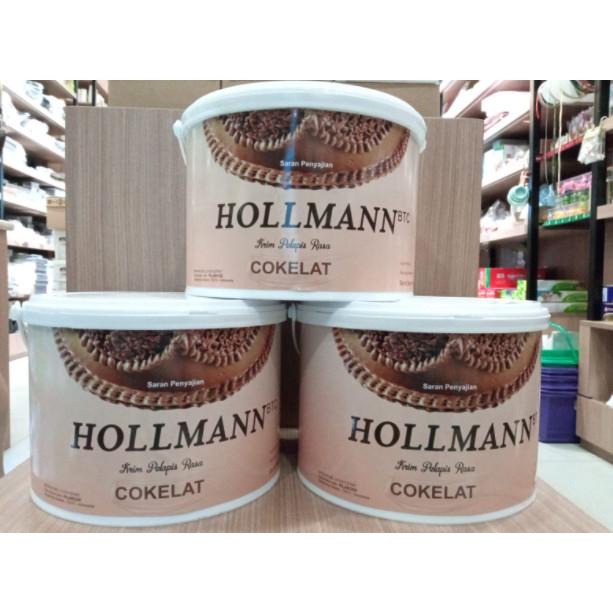 Saran Penyajian
HOLLMANN BTC
Krim Pelapis Rasa
COKELAT
Saran Penyajian
HOLLMANN BTC
Krim Pelapis Rasa
COKELAT
Saran Penyajian
HOLLMANN
Krim Pelapis Rasa
COKELAT